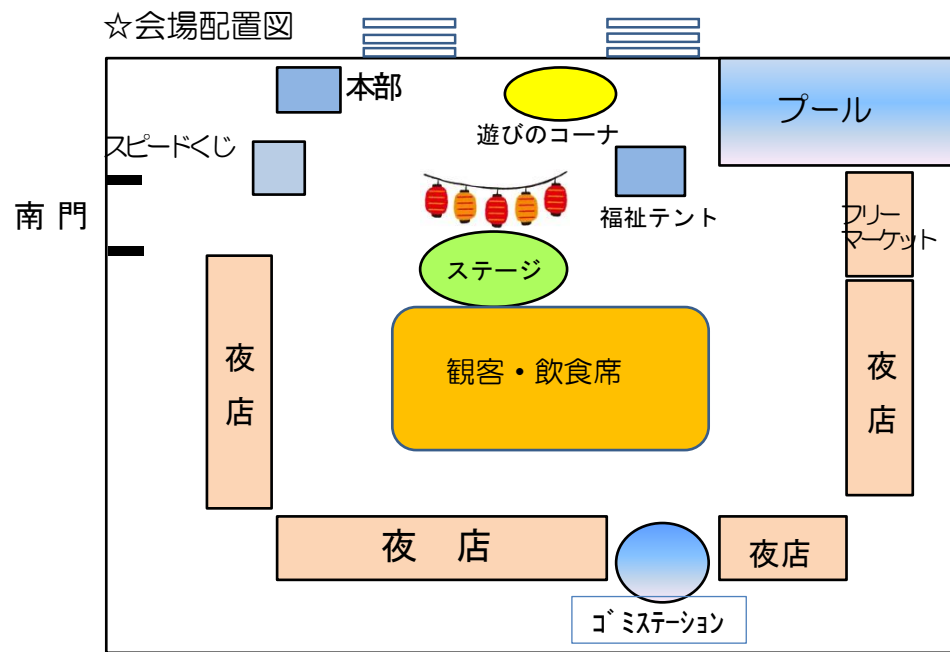 ☆会場配置図
本部
プール
遊びのコーナ
スピードくじ
福祉テント
南門
フリー
マーケット
ステージ
観客・飲食席
夜
店
夜
店
夜 店
夜店
ゴミステーション